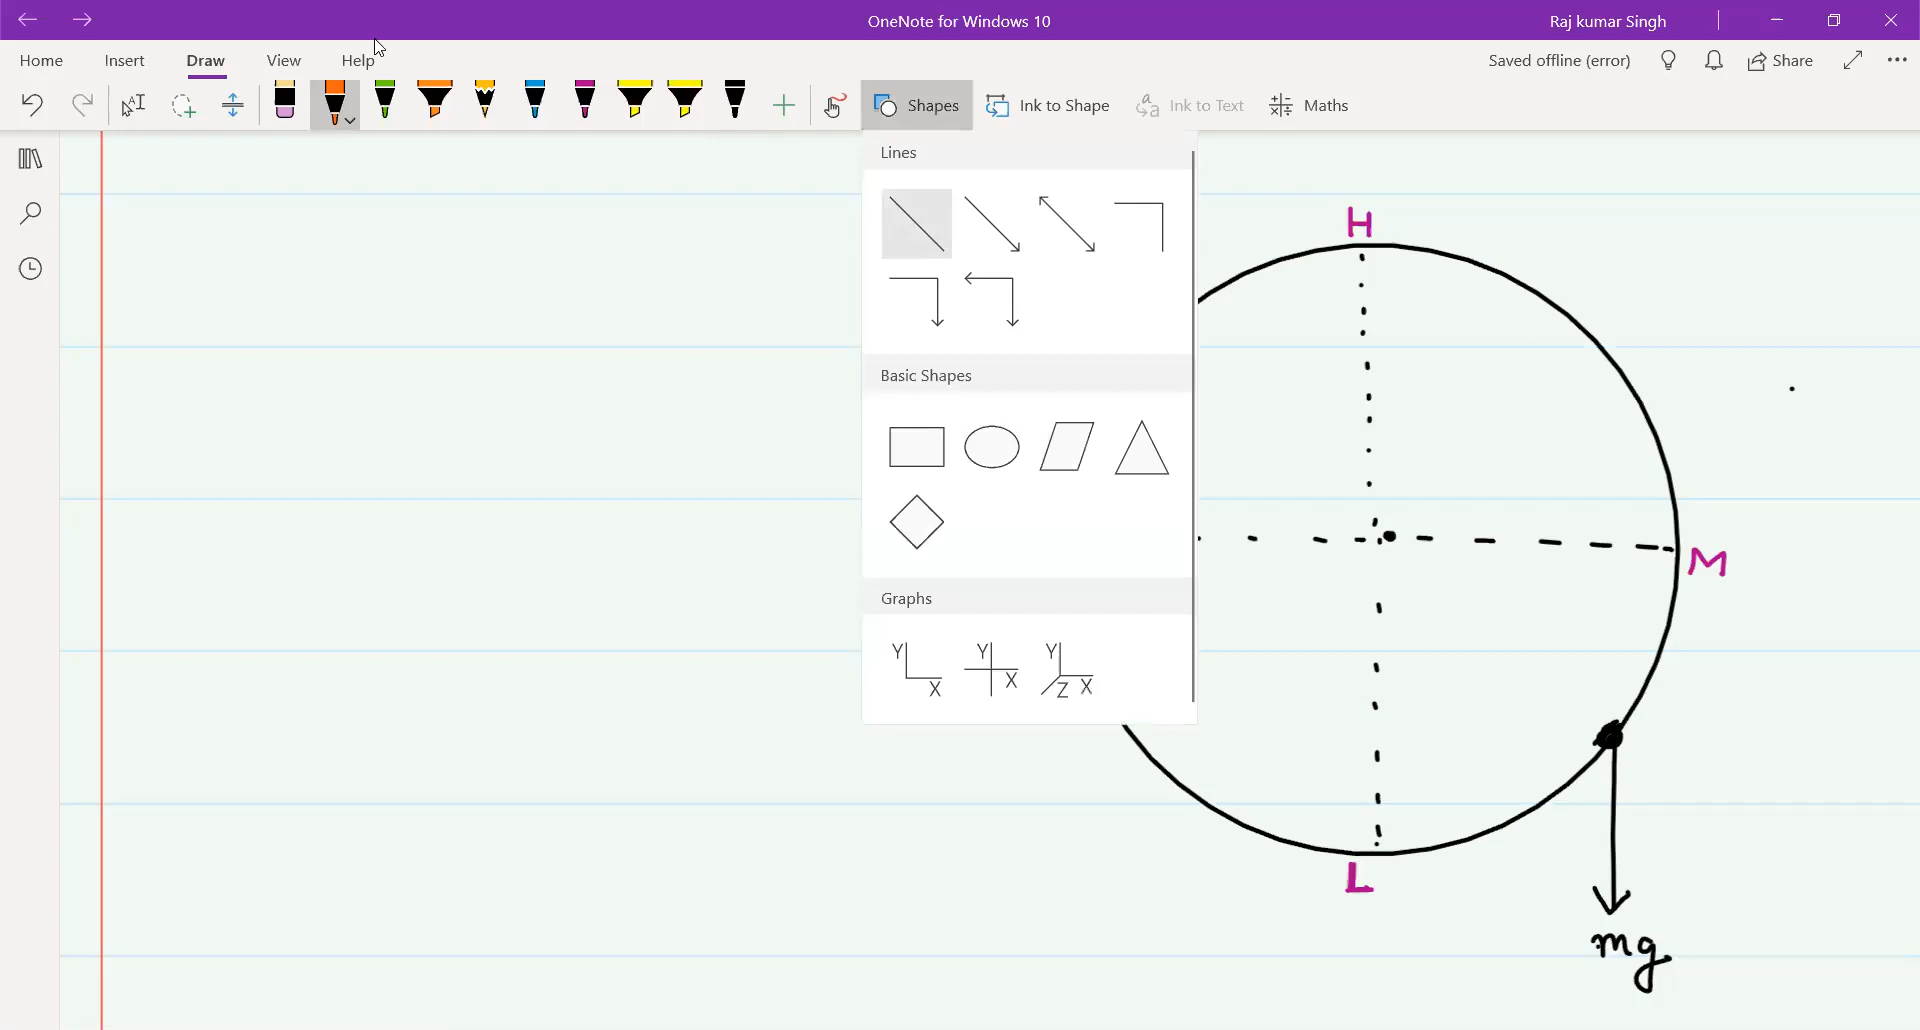 OneNote for Windows 10
Raj kumar Singh
Home Insert Draw View Help
Saved offline (error) Share
Shapes Ink to Shape Ink to Text Maths
Lines
Basic Shapes
Graphs
Y X Y X Y Z X
H
M
L
mg